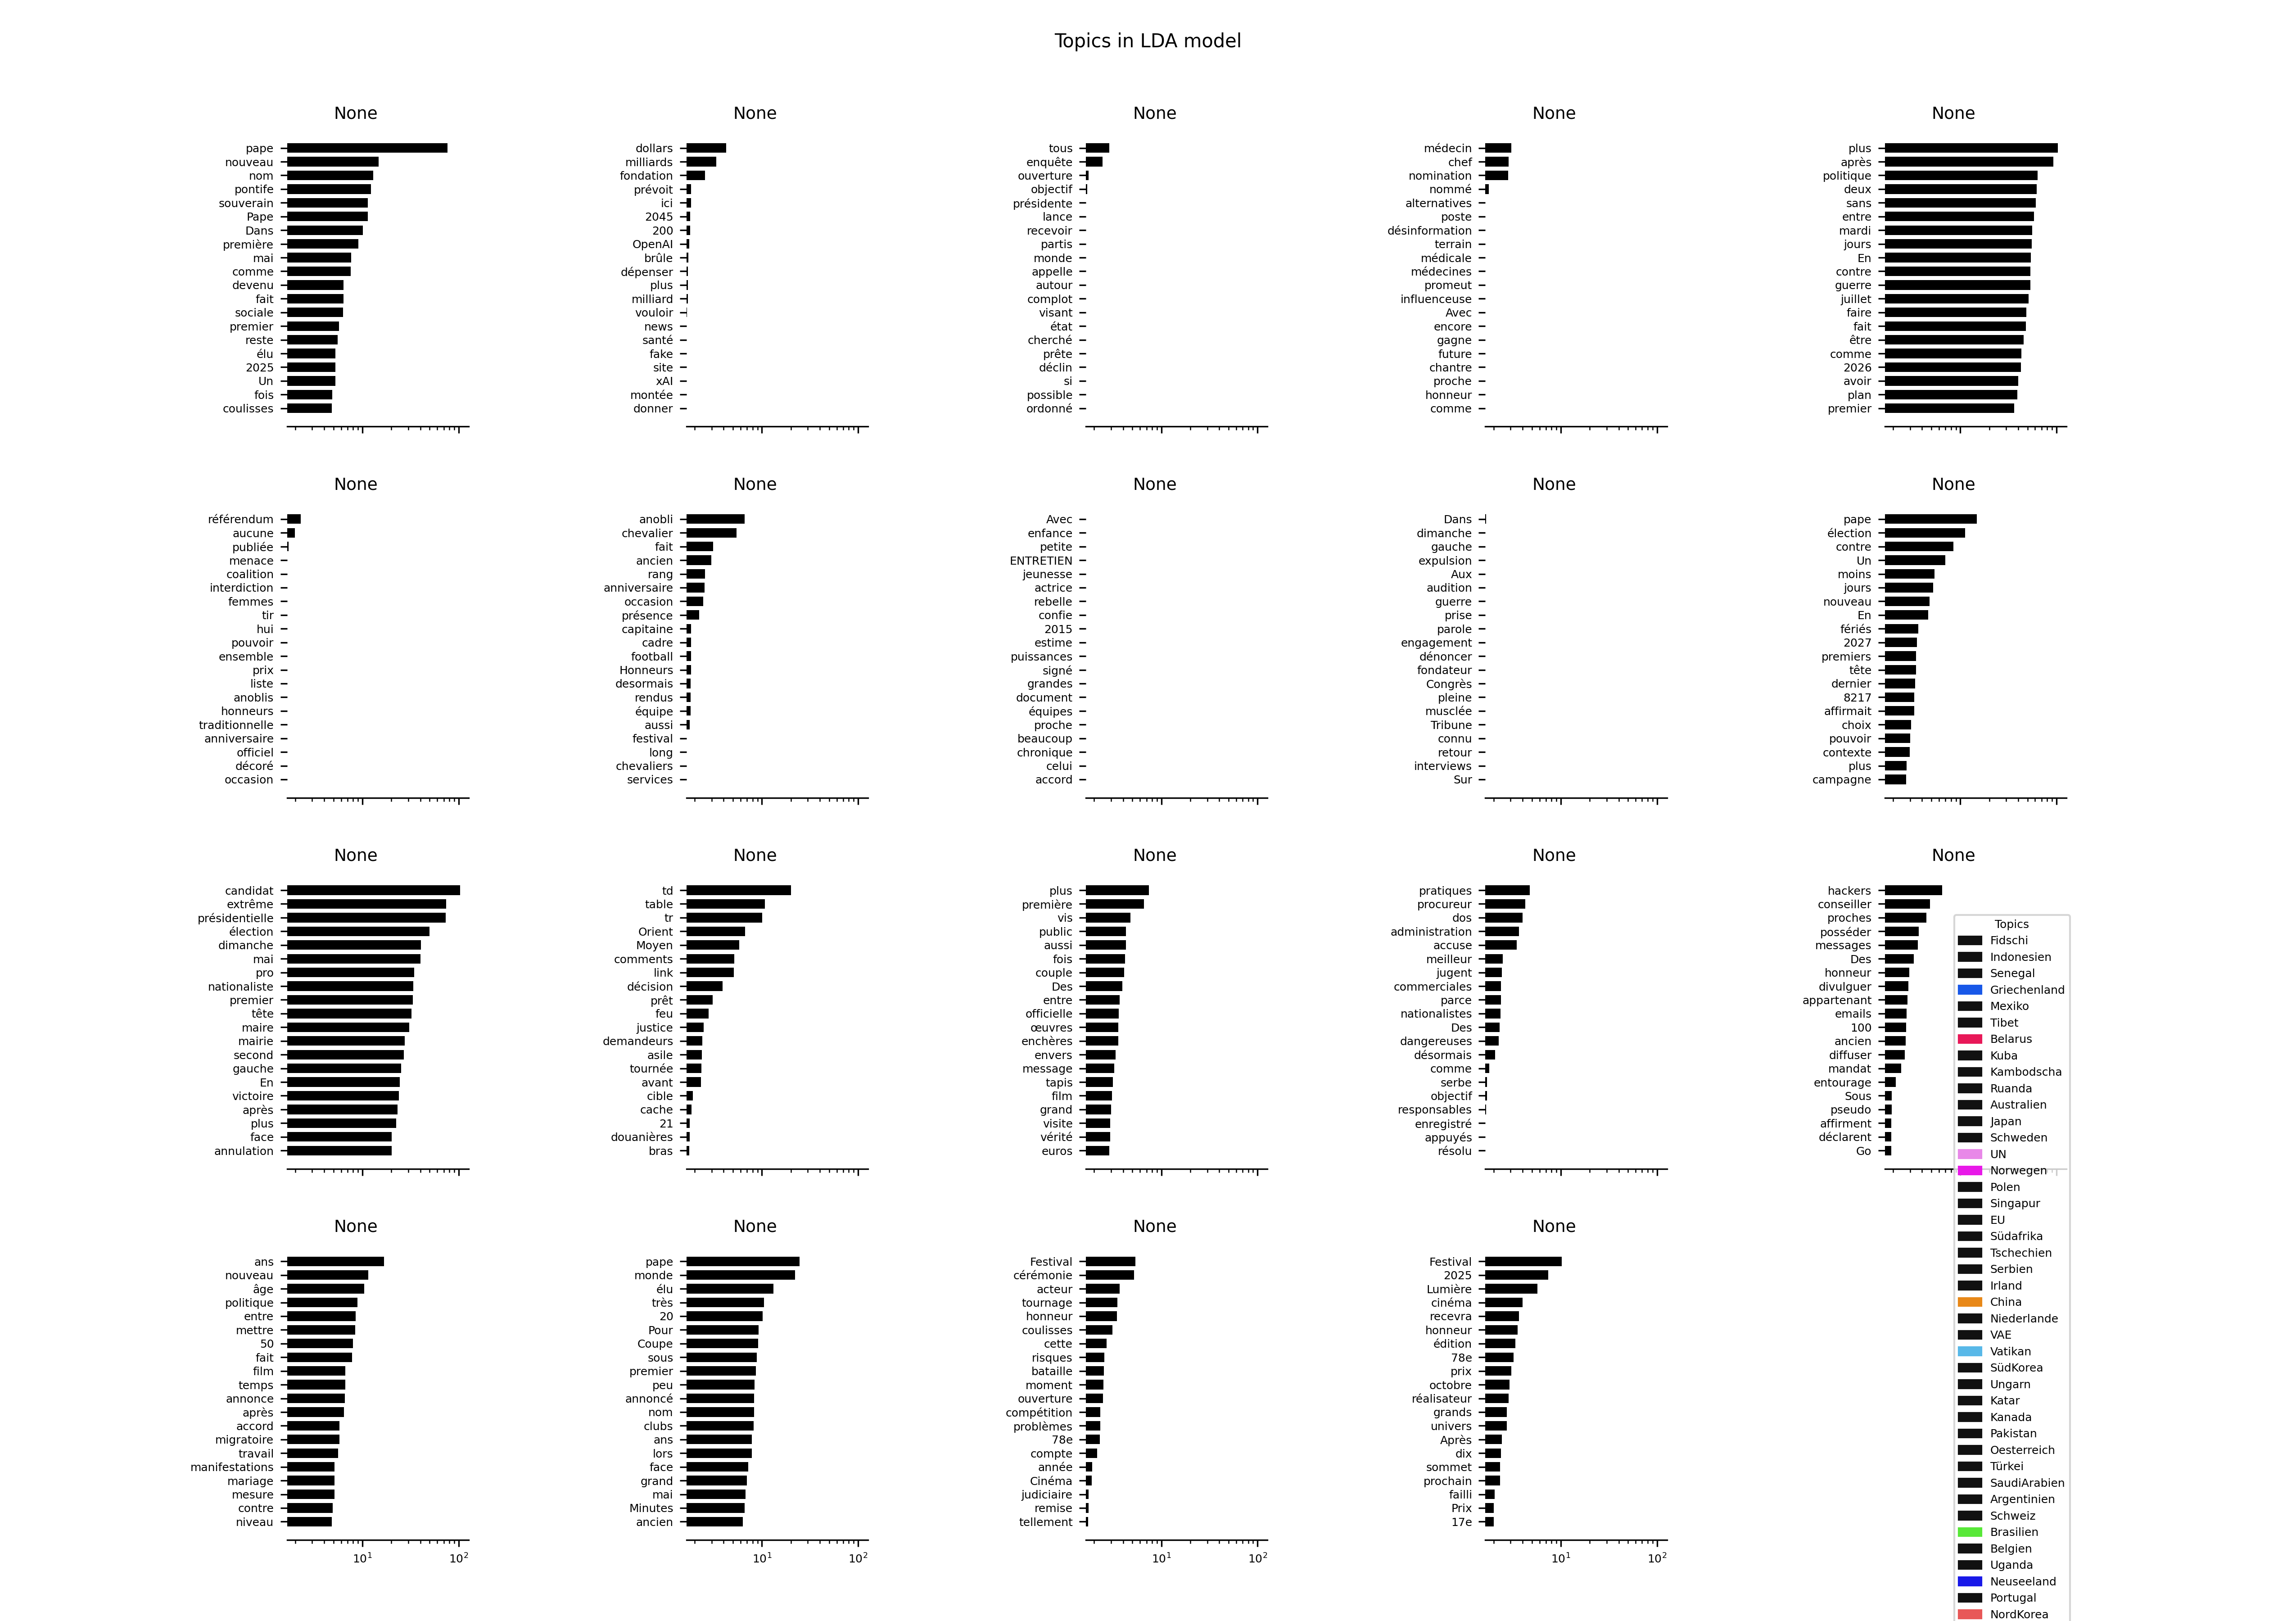 Topics in LDA model
None
pape
nouveau
nom
pontife
souverain
Pape
Dans
première
mai
comme
devenu
fait
sociale
premier
reste
élu
2025
Un
fois
coulisses
None
dollars
milliards
fondation
prévoit
ici
2045
200
OpenAI
brûle
dépenser
plus
milliard
vouloir
news
santé
fake
site
xAI
montée
donner
None
tous
enquête
ouverture
objectif
présidente
lance
recevoir
partis
monde
appelle
autour
complot
visant
état
cherché
prête
déclin
si
possible
ordonné
None
médecin
chef
nomination
nommé
alternatives
poste
désinformation
terrain
médicale
médecines
promeut
influenceuse
Avec
encore
gagne
future
chantre
proche
honneur
comme
None
plus
après
politique
deux
sans
entre
mardi
jours
En
contre
guerre
juillet
faire
fait
être
comme
2026
avoir
plan
premier
None
référendum
aucune
publiée
menace
coalition
interdiction
femmes
tir
hui
pouvoir
ensemble
prix
liste
anoblis
honneurs
traditionnelle
anniversaire
officiel
décoré
occasion
None
anobli
chevalier
fait
ancien
rang
anniversaire
occasion
présence
capitaine
cadre
football
Honneurs
desormais
rendus
équipe
aussi
festival
long
chevaliers
services
None
Avec
enfance
petite
ENTRETIEN
jeunesse
actrice
rebelle
confie
2015
estime
puissances
signé
grandes
document
équipes
proche
beaucoup
chronique
celui
accord
None
Dans
dimanche
gauche
expulsion
Aux
audition
guerre
prise
parole
engagement
dénoncer
fondateur
Congrès
pleine
musclée
Tribune
connu
retour
interviews
Sur
None
pape
élection
contre
Un
moins
jours
nouveau
En
fériés
2027
premiers
tête
dernier
8217
affirmait
choix
pouvoir
contexte
plus
campagne
None
candidat
extrême
présidentielle
élection
dimanche
mai
pro
nationaliste
premier
tête
maire
mairie
second
gauche
En
victoire
après
plus
face
annulation
None
td
table
tr
Orient
Moyen
comments
link
décision
prêt
feu
justice
demandeurs
asile
tournée
avant
cible
cache
21
douanières
bras
None
plus
première
vis
public
aussi
fois
couple
Des
entre
officielle
œuvres
enchères
envers
message
tapis
film
grand
visite
vérité
euros
None
pratiques
procureur
dos
administration
accuse
meilleur
jugent
commerciales
parce
nationalistes
Des
dangereuses
désormais
comme
serbe
objectif
responsables
enregistré
appuyés
résolu
None
hackers
conseiller
proches
posséder
messages
Des
honneur
divulguer
appartenant
emails
100
ancien
diffuser
mandat
entourage
Sous
pseudo
affirment
déclarent
Go
None
ans
nouveau
âge
politique
entre
mettre
50
fait
film
temps
annonce
après
accord
migratoire
travail
manifestations
mariage
mesure
contre
niveau
10¹ 10²
None
pape
monde
élu
très
20
Pour
Coupe
sous
premier
peu
annoncé
nom
clubs
ans
lors
face
grand
mai
Minutes
ancien
10¹ 10²
None
Festival
cérémonie
acteur
tournage
honneur
coulisses
cette
risques
bataille
moment
ouverture
compétition
problèmes
78e
compte
année
Cinéma
judiciaire
remise
tellement
10¹ 10²
None
Festival
2025
Lumière
cinéma
recevra
honneur
édition
78e
prix
octobre
réalisateur
grands
univers
Après
dix
sommet
prochain
failli
Prix
17e
10¹ 10²
Topics
Fidschi
Indonesien
Senegal
Griechenland
Mexiko
Tibet
Belarus
Kuba
Kambodscha
Ruanda
Australien
Japan
Schweden
UN
Norwegen
Polen
Singapur
EU
Südafrika
Tschechien
Serbien
Irland
China
Niederlande
VAE
Vatikan
SüdKorea
Ungarn
Katar
Kanada
Pakistan
Oesterreich
Türkei
SaudiArabien
Argentinien
Schweiz
Brasilien
Belgien
Uganda
Neuseeland
Portugal
NordKorea